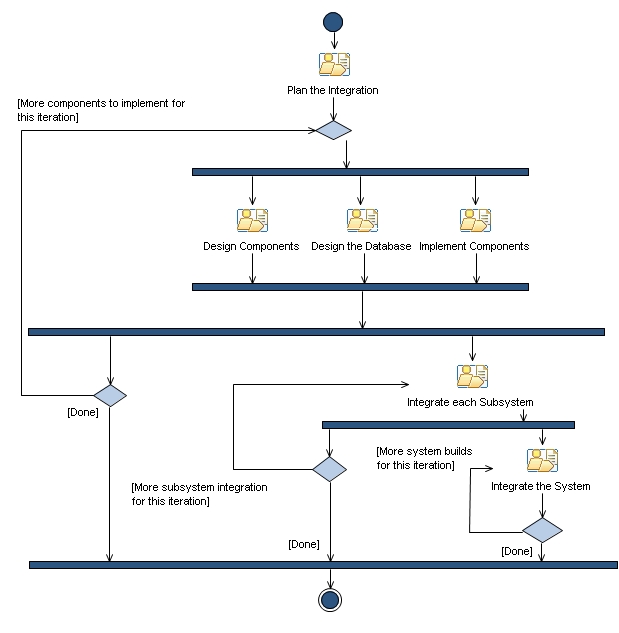 Plan the Integration
[More components to implement for
this iteration]
Design Components
Design the Database
Implement Components
Integrate each Subsystem
[Done]
[More system builds
for this iteration]
[More subsystem integration
for this iteration]
Integrate the System
[Done]
[Done]